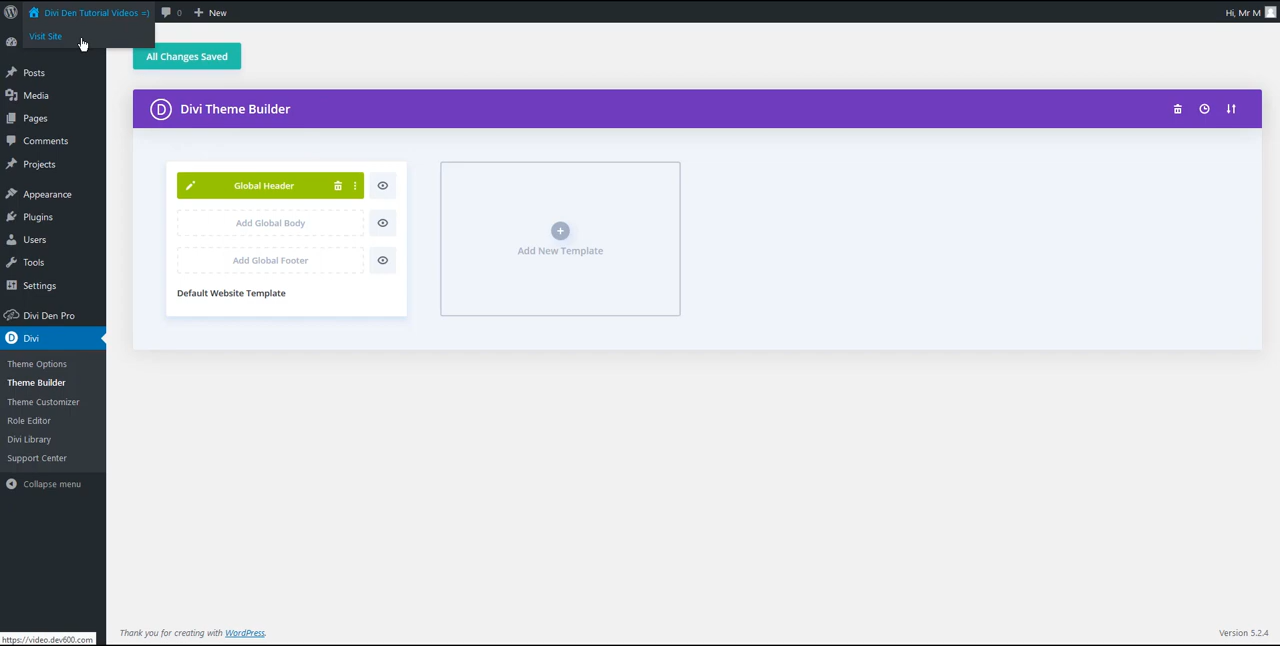 Divi Den Tutorial Videos =)
0
New
Hi, Mr M
Visit Site
Posts
Media
Pages
Comments
Projects
Appearance
Plugins
Users
Tools
Settings
Divi Den Pro
D Divi
Theme Options
Theme Builder
Theme Customizer
Role Editor
Divi Library
Support Center
Collapse menu
https://video.dev600.com
All Changes Saved
D Divi Theme Builder
Global Header
Add Global Body
Add Global Footer
Default Website Template
Add New Template
Thank you for creating with WordPress.
Version 5.2.4